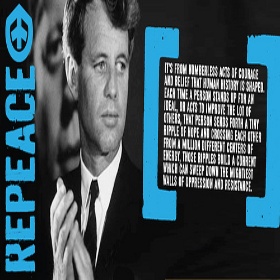 REPEACE
IT'S FROM NUMBERLESS ACTS OF COURAGE
AND BELIEF THAT HUMAN HISTORY IS SHAPED.
EACH TIME A PERSON STANDS UP FOR AN
IDEAL, OR ACTS TO IMPROVE THE LOT OF
OTHERS, THAT PERSON SENDS FORTH A TINY
RIPPLE OF HOPE AND CROSSING EACH OTHER
FROM A MILLION DIFFERENT CENTERS OF
ENERGY, THOSE RIPPLES BUILD A CURRENT
WHICH CAN SWEEP DOWN THE MIGHTIEST
WALLS OF OPPRESSION AND RESISTANCE.